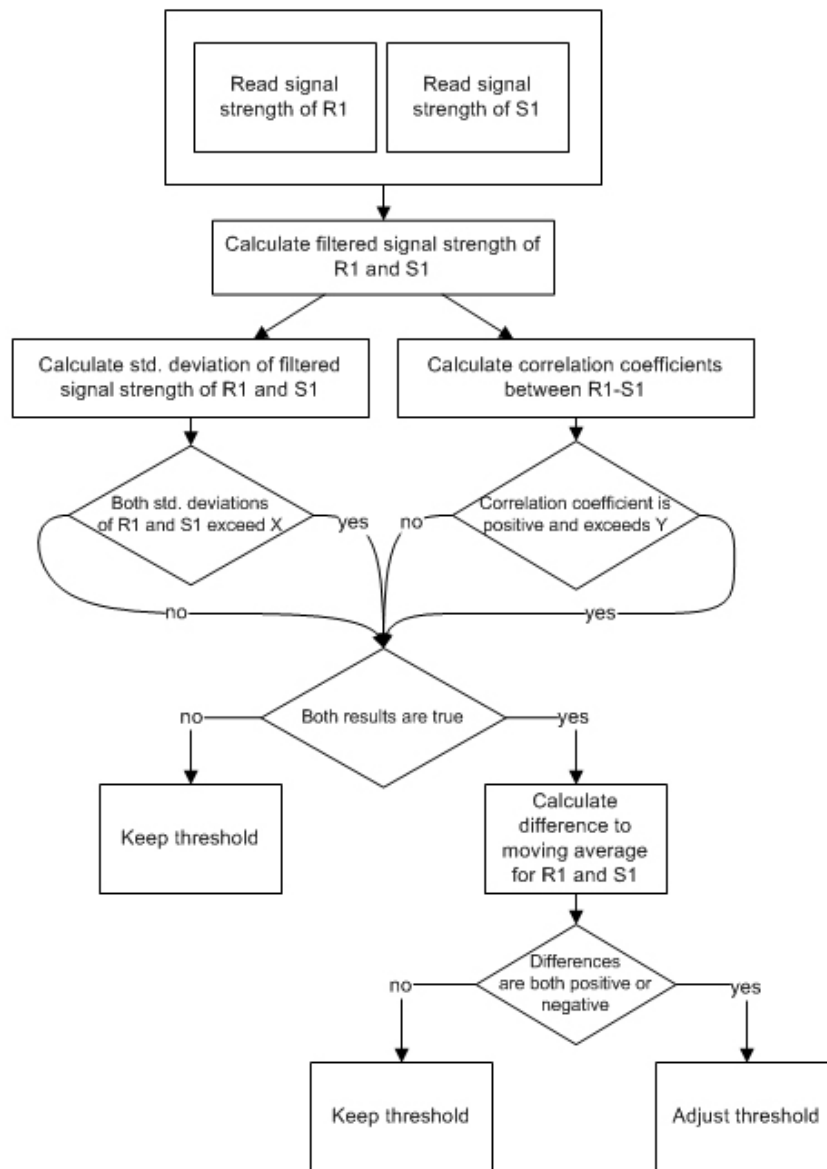 Read signal
strength of R1
Read signal
strength of S1
Calculate filtered signal strength of
R1 and S1
Calculate std. deviation of filtered
signal strength of R1 and S1
Calculate correlation coefficients
between R1-S1
Both std. deviations
of R1 and S1 exceed X
yes
no
Correlation coefficient is
positive and exceeds Y
no
yes
Both results are true
no
yes
Keep threshold
Calculate
difference to
moving average
for R1 and S1
Differences
are both positive or
negative
no
yes
Keep threshold
Adjust threshold